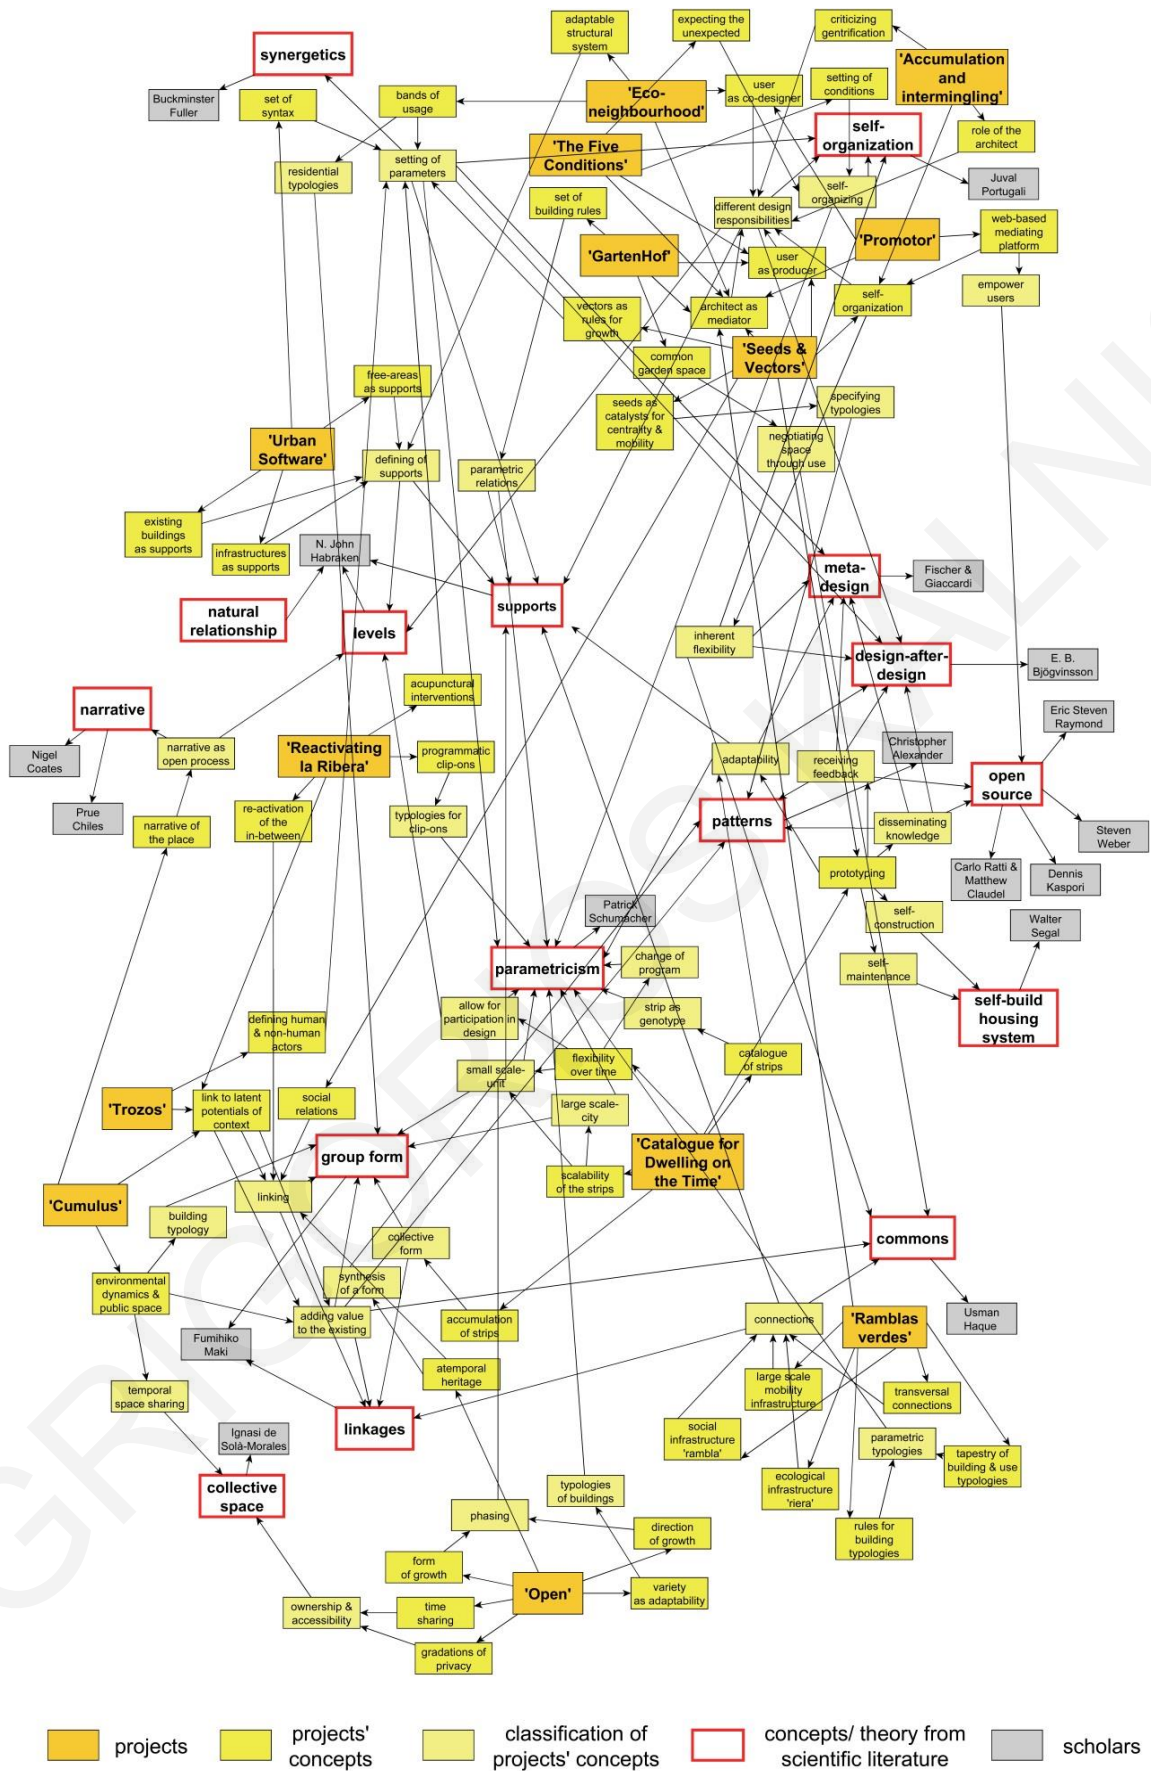 adaptable
structural
system
expecting the
unexpected
criticizing
gentrification
synergetics
'Accumulation
and
intermingling'
Buckminster
Fuller
set of
syntax
bands of
usage
'Eco-
neighbourhood'
user
as co-designer
setting of
conditions
self-
organization
role of the
architect
residential
typologies
setting of
parameters
'The Five
Conditions'
Juval
Portugali
set of
building rules
different design
responsibilities
self-
organizing
'GartenHof'
user
as producer
'Promotor'
web-based
mediating
platform
empower
users
vectors as
rules for
growth
architect as
mediator
self-
organization
common
garden space
'Seeds &
Vectors'
free-areas
as supports
seeds as
catalysts for
centrality &
mobility
specifying
typologies
'Urban
Software'
defining of
supports
parametric
relations
negotiating
space
through use
existing
buildings
as supports
infrastructures
as supports
N. John
Habraken
natural
relationship
levels
supports
meta-
design
Fischer &
Giaccardi
inherent
flexibility
design-after-
design
E. B.
Bjögvinsson
acupunctural
interventions
narrative
Nigel
Coates
narrative as
open process
'Reactivating
la Ribera'
programmatic
clip-ons
adaptability
receiving
feedback
Christopher
Alexander
Eric Steven
Raymond
open
source
Prue
Chiles
narrative of
the place
re-activation
of the
in-between
typologies for
clip-ons
patterns
disseminating
knowledge
Steven
Weber
prototyping
Carlo Ratti &
Matthew
Claudel
Dennis
Kaspori
Patrick
Schumacher
self-
construction
Walter
Segal
parametricism
change of
program
self-
maintenance
self-build
housing
system
allow for
participation in
design
strip as
genotype
defining human
& non-human
actors
small scale-
unit
flexibility
over time
catalogue
of strips
'Trozos'
link to latent
potentials of
context
social
relations
large scale-
city
group form
'Catalogue for
Dwelling on
the Time'
scalability
of the strips
'Cumulus'
building
typology
linking
collective
form
commons
environmental
dynamics &
public space
synthesis
of a form
adding value
to the existing
accumulation
of strips
connections
'Ramblas
verdes'
Usman
Haque
Fumihiko
Maki
atemporal
heritage
large scale
mobility
infrastructure
transversal
connections
temporal
space sharing
Ignasi de
Solà-Morales
linkages
social
infrastructure
'rambla'
parametric
typologies
tapestry of
building & use
typologies
collective
space
typologies
of buildings
ecological
infrastructure
'riera'
phasing
direction
of growth
rules for
building
typologies
form
of growth
'Open'
variety
as adaptability
ownership &
accessibility
time
sharing
gradations of
privacy
GRIGORIOS KALNI
projects
projects'
concepts
classification of
projects' concepts
concepts/ theory from
scientific literature
scholars